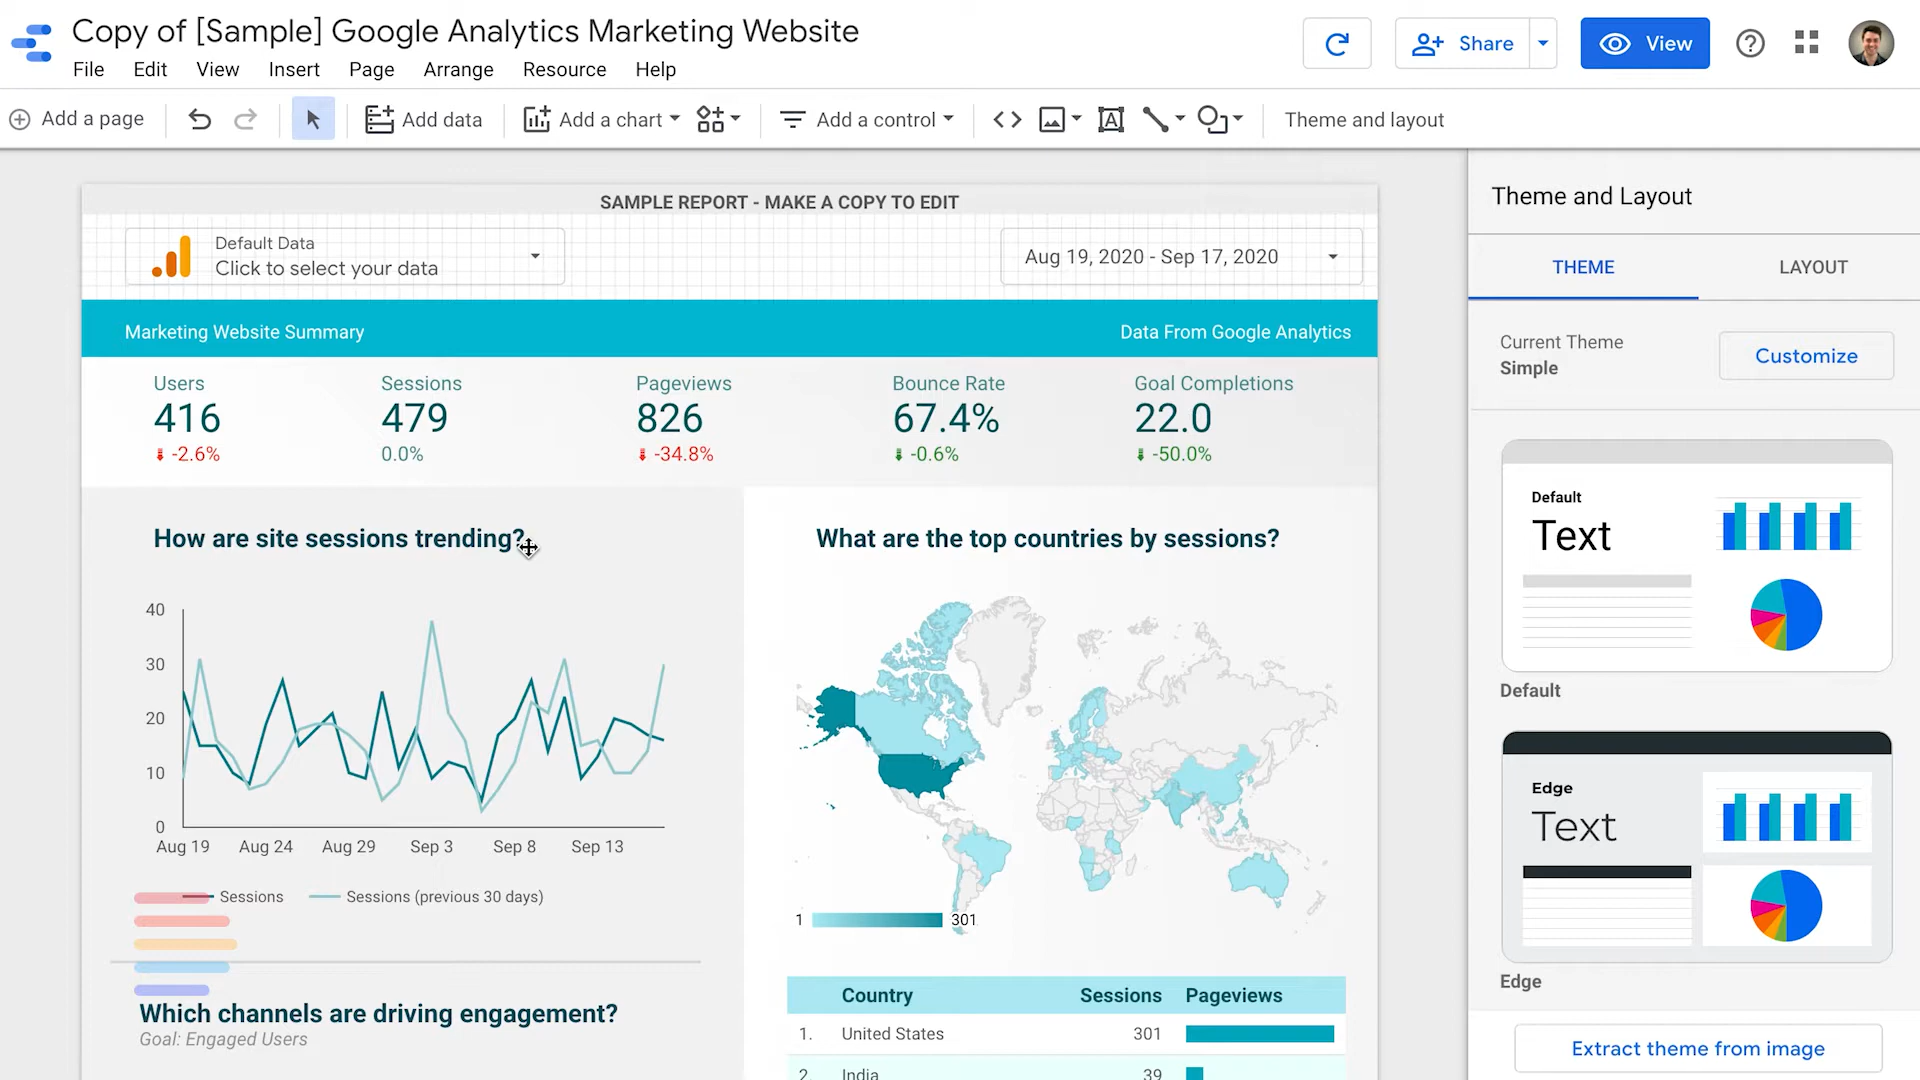 Copy of [Sample] Google Analytics Marketing Website
File Edit View Insert Page Arrange Resource Help
Share
View
Add a page
Add data
Add a chart
Add a control
Theme and layout
SAMPLE REPORT - MAKE A COPY TO EDIT
Default Data
Click to select your data
Aug 19, 2020 - Sep 17, 2020
Marketing Website Summary
Data From Google Analytics
Users
416
-2.6%
Sessions
479
0.0%
Pageviews
826
-34.8%
Bounce Rate
67.4%
-0.6%
Goal Completions
22.0
-50.0%
How are site sessions trending?
40
30
20
10
0
Aug 19 Aug 24 Aug 29 Sep 3 Sep 8 Sep 13
Sessions Sessions (previous 30 days)
Which channels are driving engagement?
Goal: Engaged Users
What are the top countries by sessions?
1 301
Country Sessions Pageviews
1. United States 301
2. India 39
Theme and Layout
THEME LAYOUT
Current Theme
Simple
Customize
Default
Text
Default
Edge
Text
Edge
Extract theme from image